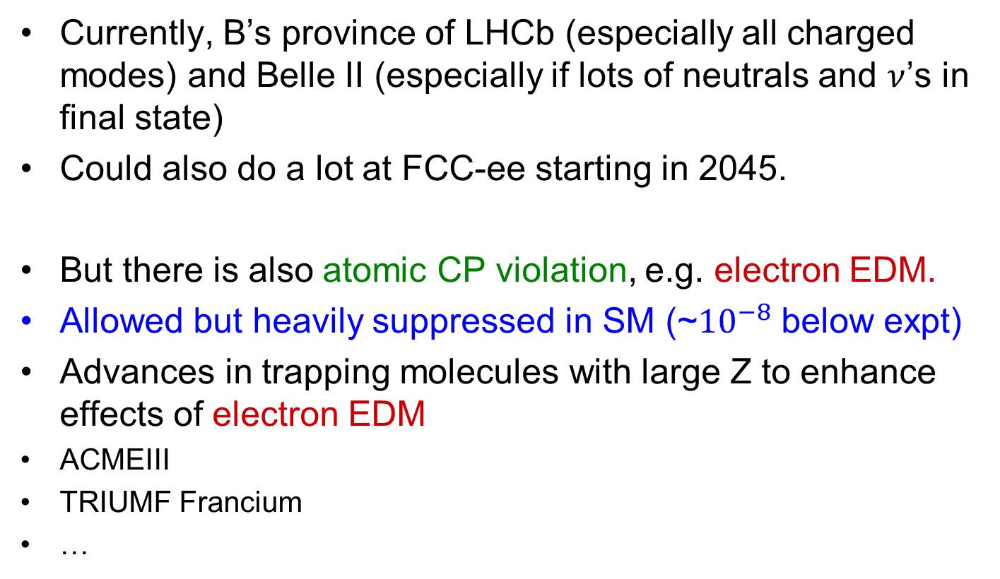 • Currently, B’s province of LHCb (especially all charged
modes) and Belle II (especially if lots of neutrals and 𝜈’s in
final state)
• Could also do a lot at FCC-ee starting in 2045.
• But there is also atomic CP violation, e.g. electron EDM.
• Allowed but heavily suppressed in SM (~10⁻⁸ below expt)
• Advances in trapping molecules with large Z to enhance
effects of electron EDM
• ACMEIII
• TRIUMF Francium
• …